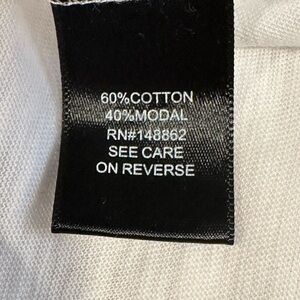 60%COTTON
40%MODAL
RN#148862
SEE CARE
ON REVERSE